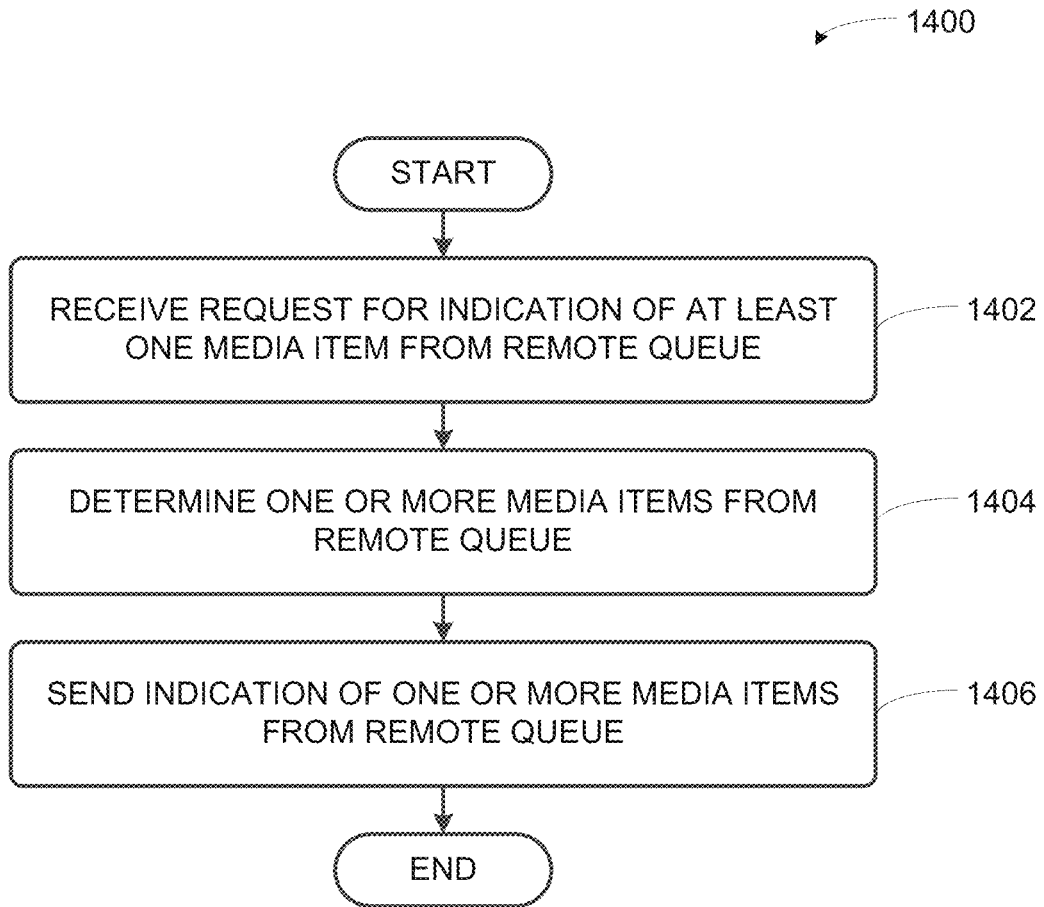 1400
START
RECEIVE REQUEST FOR INDICATION OF AT LEAST
ONE MEDIA ITEM FROM REMOTE QUEUE
1402
DETERMINE ONE OR MORE MEDIA ITEMS FROM
REMOTE QUEUE
1404
SEND INDICATION OF ONE OR MORE MEDIA ITEMS
FROM REMOTE QUEUE
1406
END